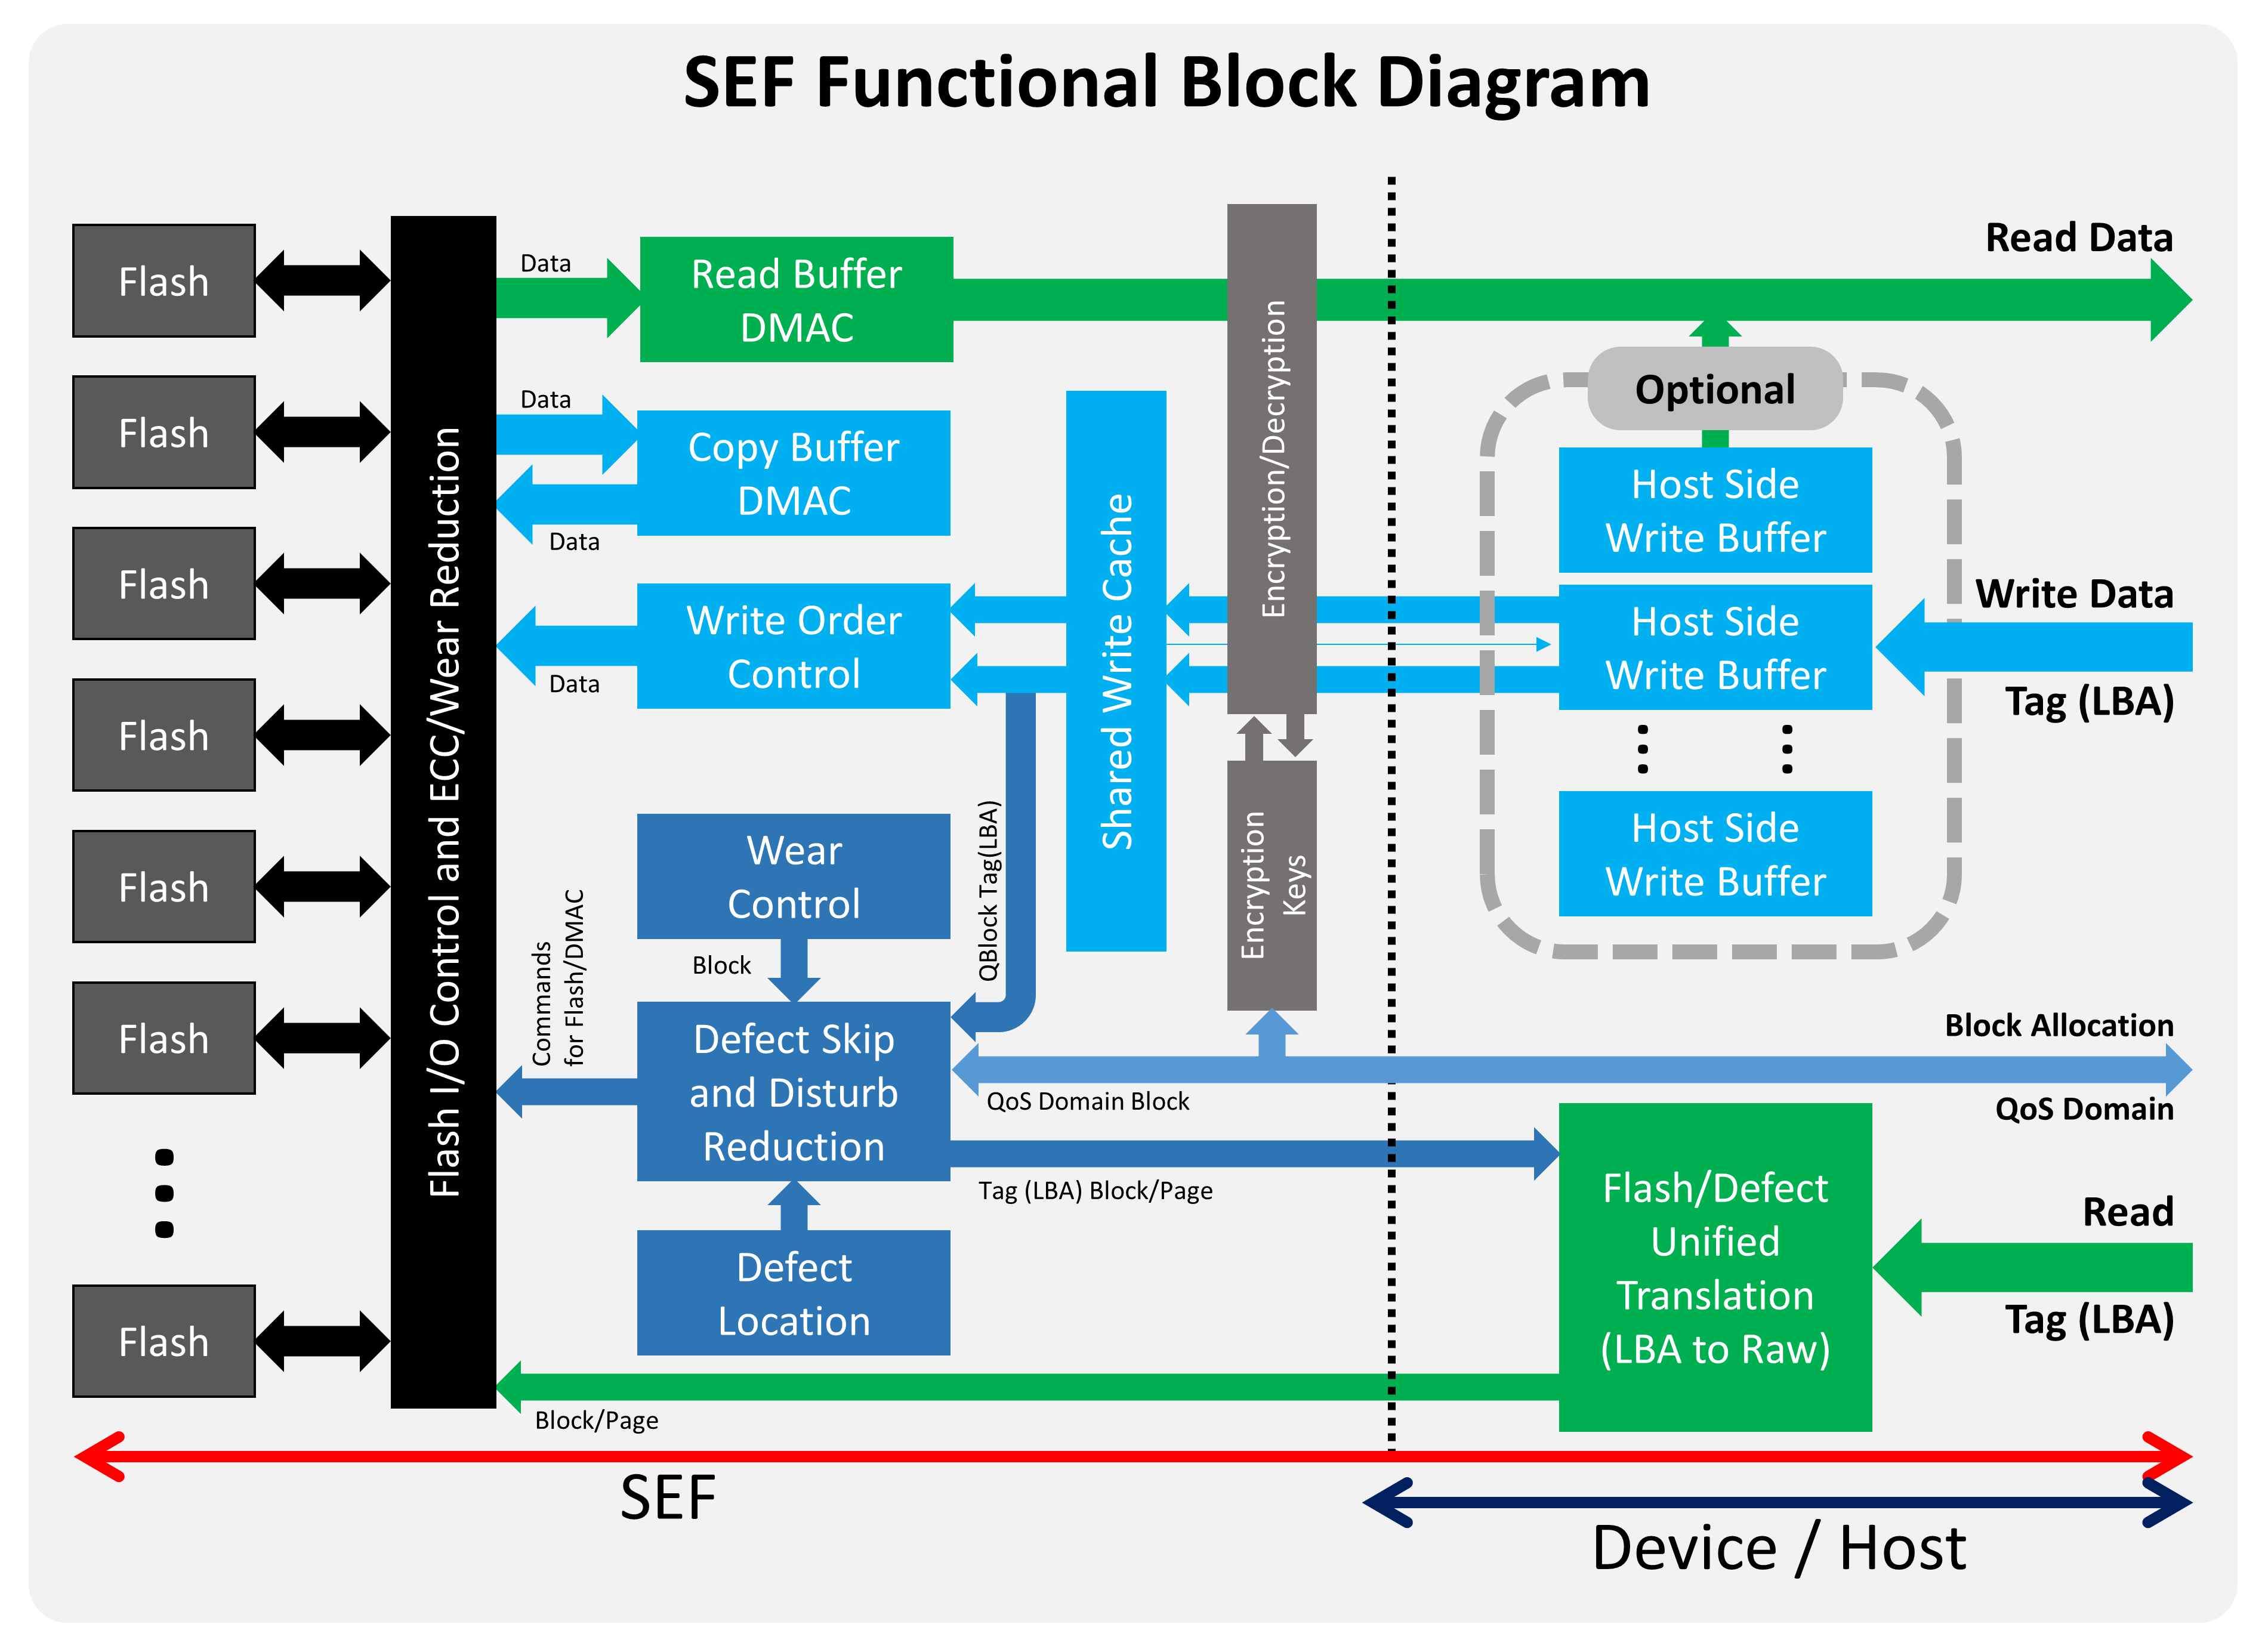 SEF Functional Block Diagram
Flash
Flash
Flash
Flash
Flash
Flash
Flash
Flash I/O Control and ECC/Wear Reduction
Data
Read Buffer
DMAC
Data
Copy Buffer
DMAC
Data
Write Order
Control
Data
Wear
Control
Block
Commands
for Flash/DMAC
Defect Skip
and Disturb
Reduction
Defect
Location
QBlock Tag(LBA)
Shared Write Cache
Encryption/Decryption
Encryption
Keys
QoS Domain Block
Tag (LBA) Block/Page
Block/Page
Read Data
Optional
Host Side
Write Buffer
Host Side
Write Buffer
Host Side
Write Buffer
Write Data
Tag (LBA)
Block Allocation
QoS Domain
Flash/Defect
Unified
Translation
(LBA to Raw)
Read
Tag (LBA)
SEF
Device / Host